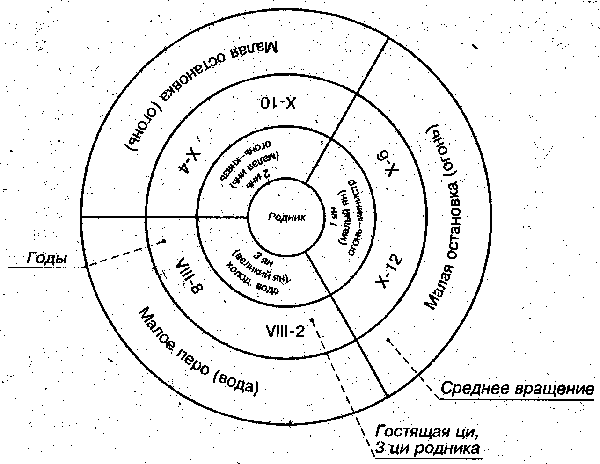 Малая остановка (огонь)
X-10
X-4
X-6
X-12
2 инь
(малая инь)
огонь-князь
Родник
1 ян
(малый ян)
огонь-министр
Малая остановка (огонь)
Годы
3 ян
(великий ян),
холод, вода
VIII-8
VIII-2
Малое перо (вода)
Среднее вращение
Гостящая ци,
3 ци родника